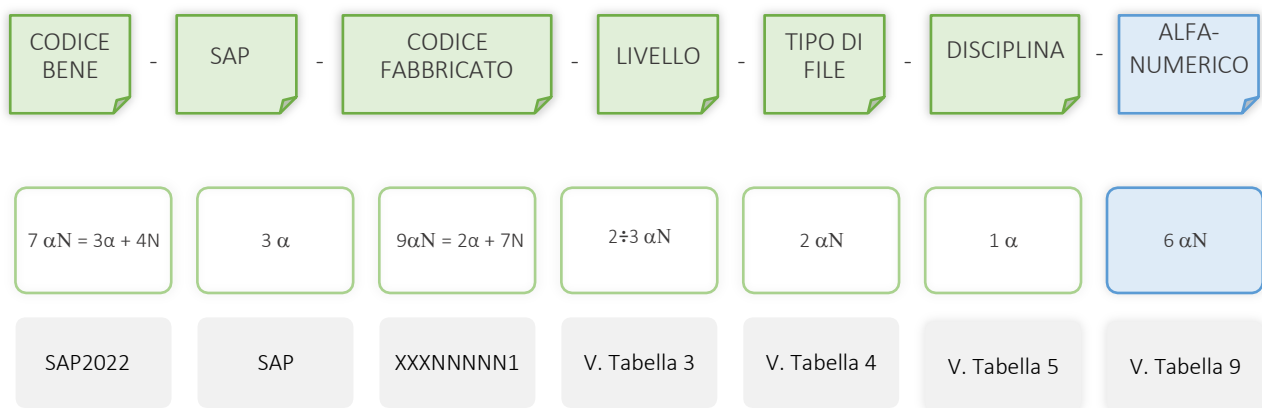 CODICE
BENE
-
SAP
-
CODICE
FABBRICATO
-
LIVELLO
-
TIPO DI
FILE
-
DISCIPLINA
-
ALFA-
NUMERICO
7 αN = 3α + 4N
3 α
9αN = 2α + 7N
2÷3 αN
2 αN
1 α
6 αN
SAP2022
SAP
XXXNNNNN1
V. Tabella 3
V. Tabella 4
V. Tabella 5
V. Tabella 9